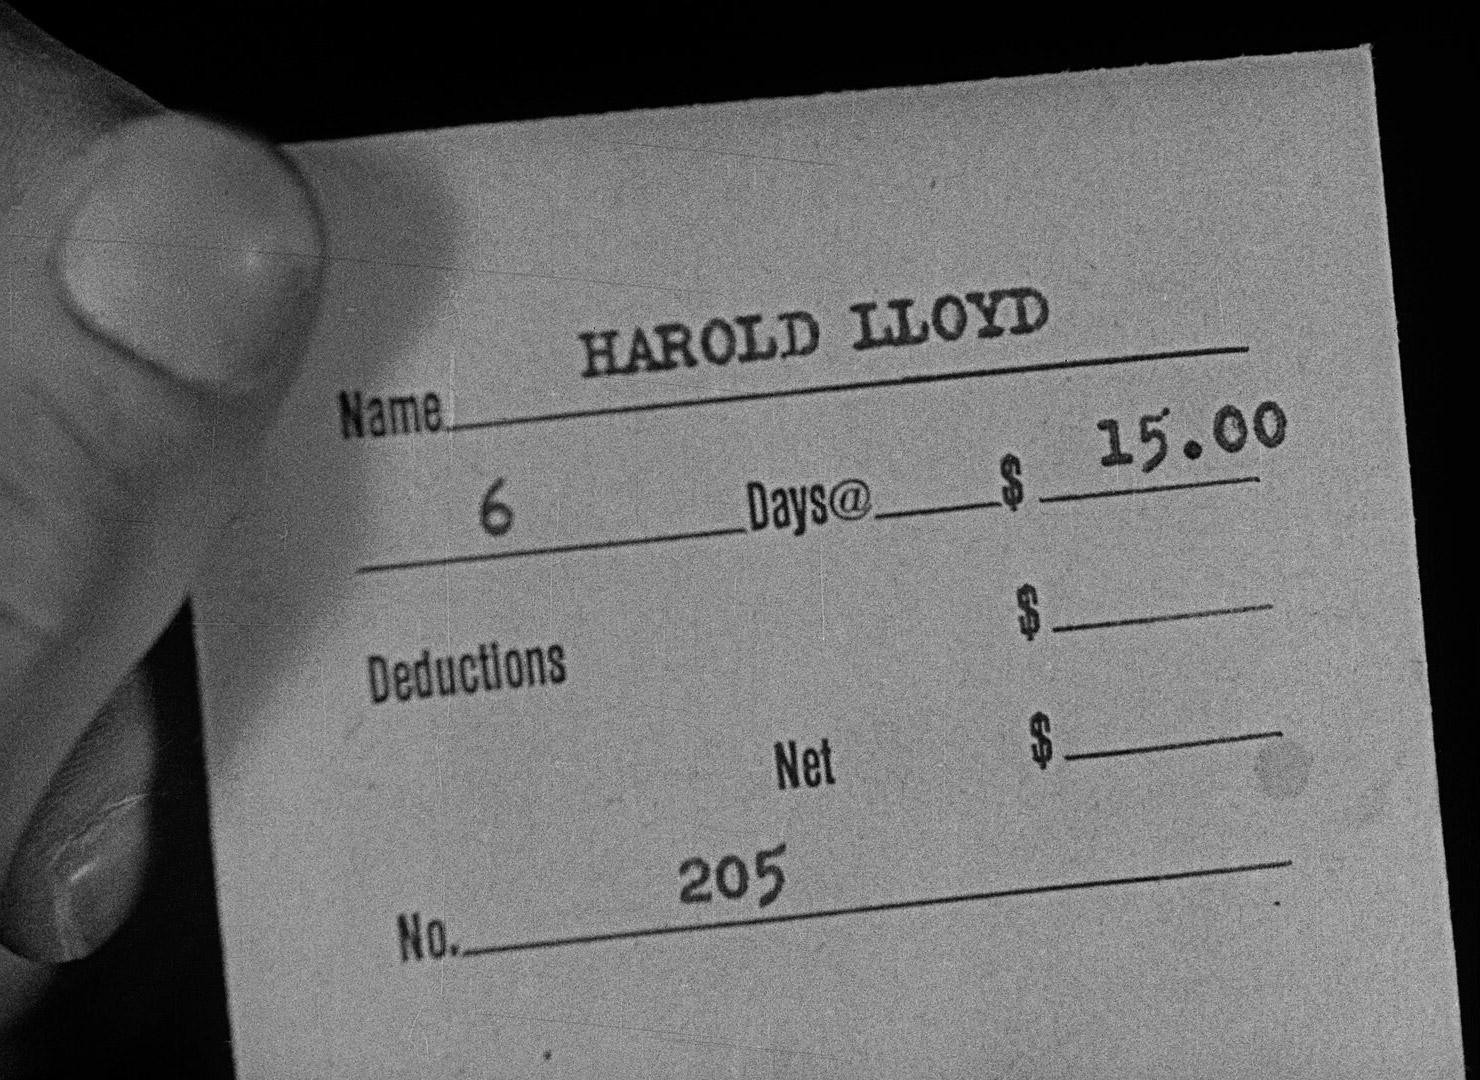 Name HAROLD LLOYD
6 Days@ $ 15.00
Deductions $
Net $
No. 205